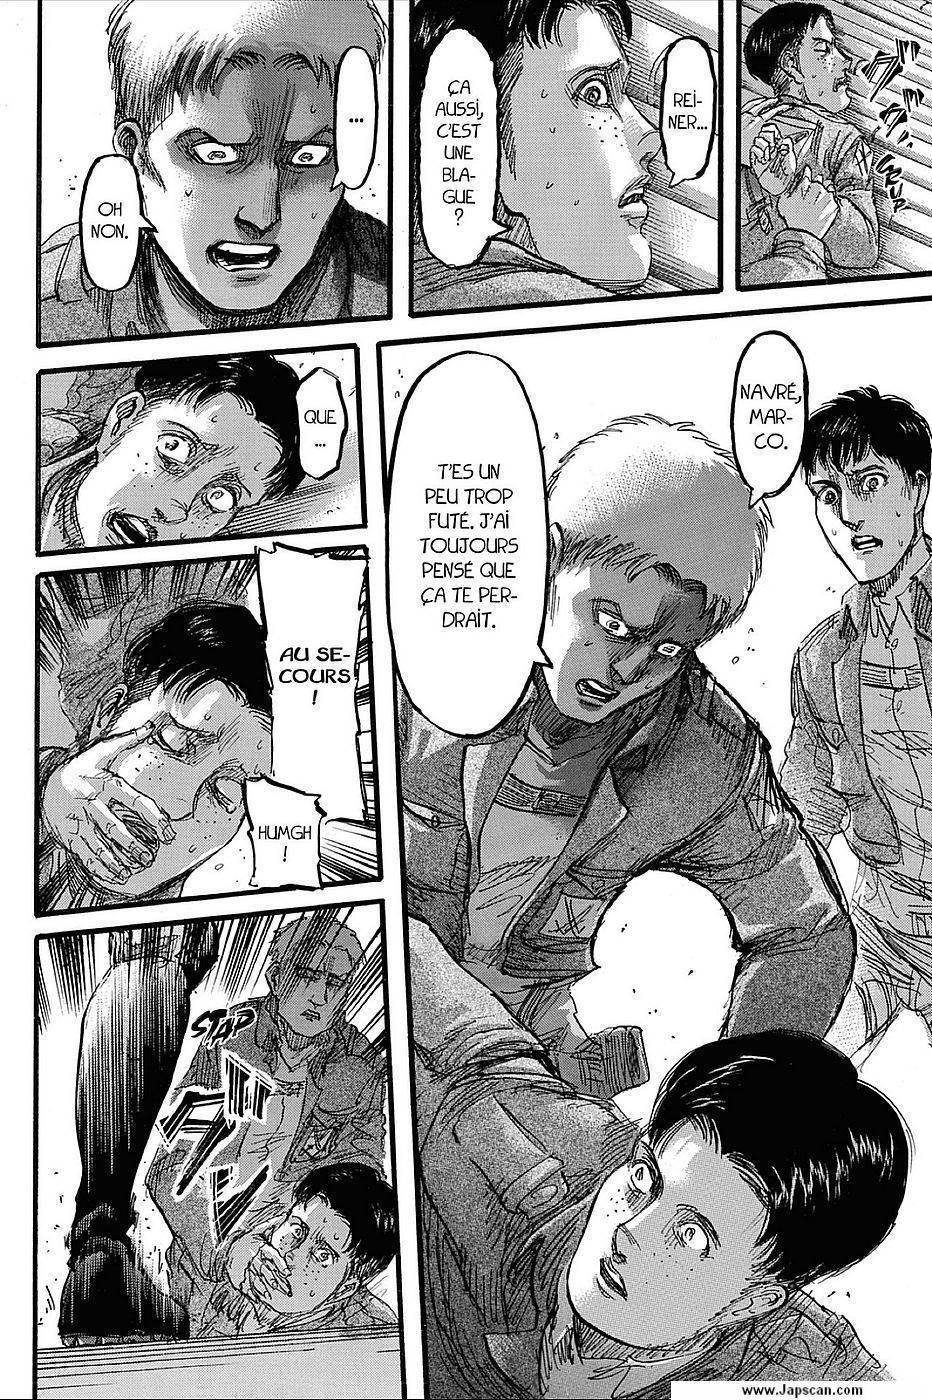 REI-
NER...
ÇA
AUSSI,
C'EST
UNE
BLA-
GUE
?
...
OH
NON.
NAVRÉ,
MAR-
CO.
T'ES UN
PEU TROP
FUTÉ. J'AI
TOUJOURS
PENSÉ QUE
ÇA TE PER-
DRAIT.
QUE
...
AU SE-
COURS
!
HUMGH
!
STAP
www.Japscan.com